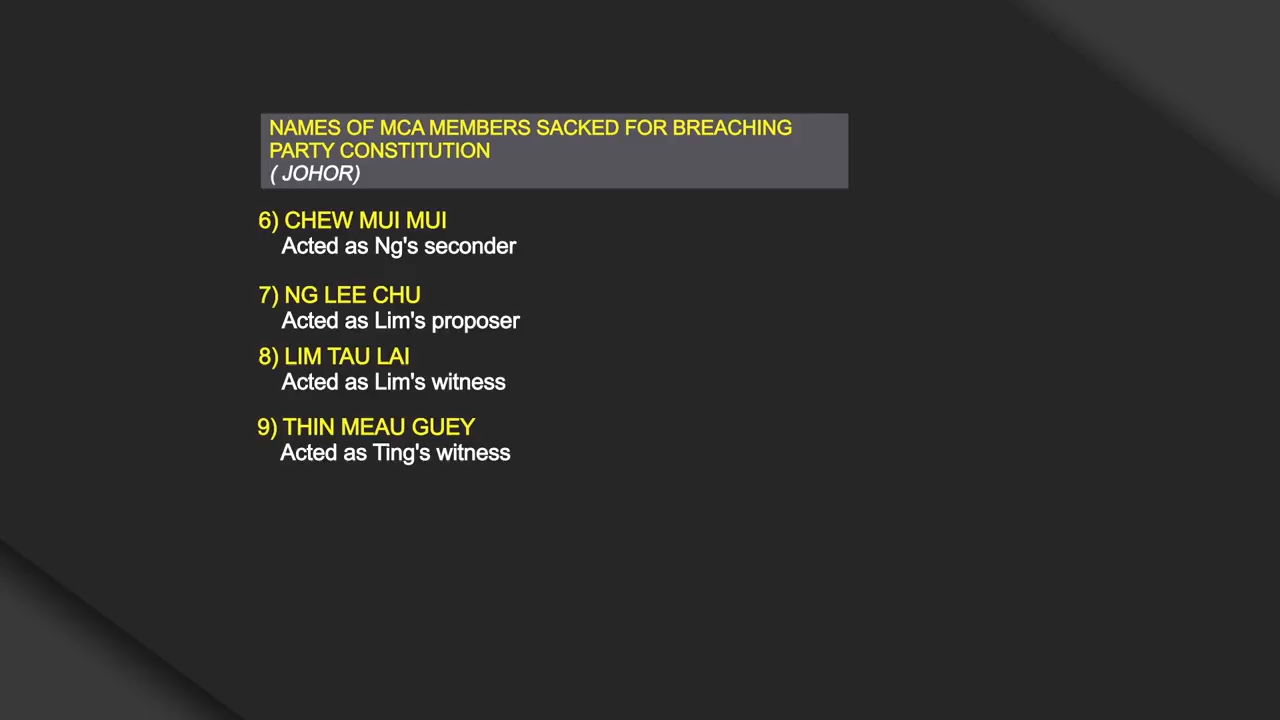 NAMES OF MCA MEMBERS SACKED FOR BREACHING
PARTY CONSTITUTION
( JOHOR)
6) CHEW MUI MUI
Acted as Ng's seconder
7) NG LEE CHU
Acted as Lim's proposer
8) LIM TAU LAI
Acted as Lim's witness
9) THIN MEAU GUEY
Acted as Ting's witness